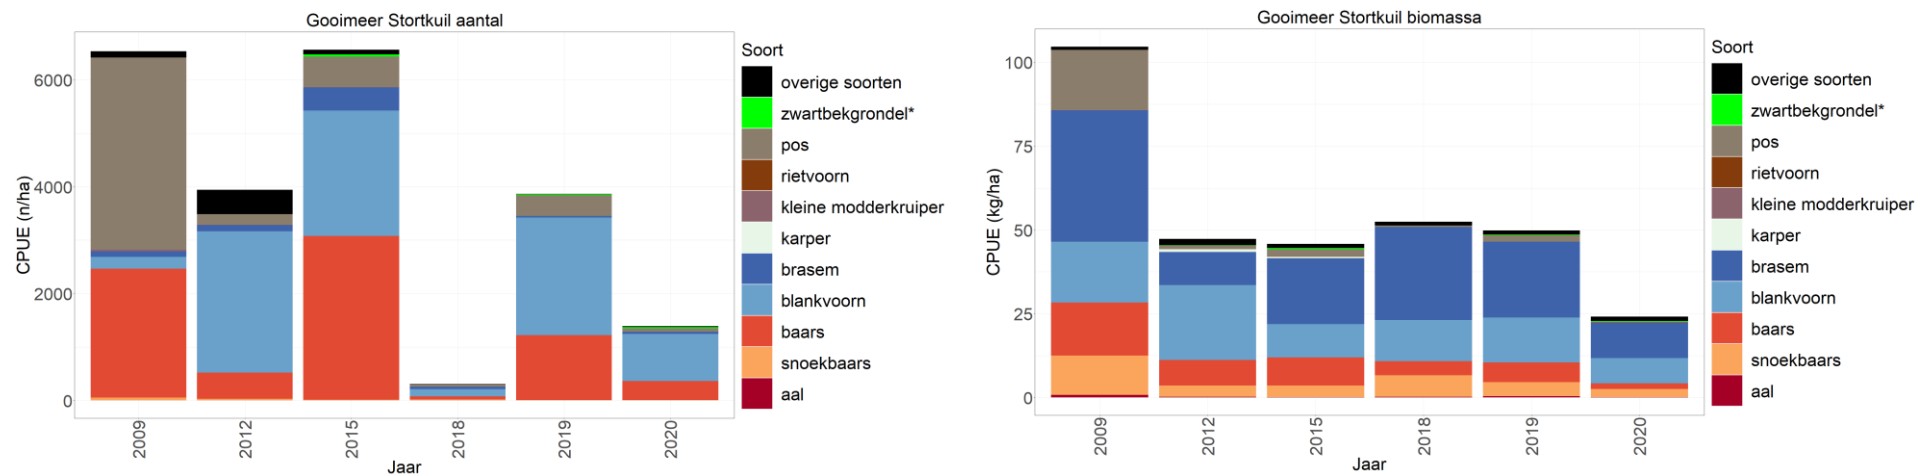 Gooimeer Stortkuil aantal
CPUE (n/ha)
6000
4000
2000
0
2009
2012
2015
2018
2019
2020
Jaar
Soort
overige soorten
zwartbekgrondel*
pos
rietvoorn
kleine modderkruiper
karper
brasem
blankvoorn
baars
snoekbaars
aal
Gooimeer Stortkuil biomassa
CPUE (kg/ha)
100
75
50
25
0
2009
2012
2015
2018
2019
2020
Jaar
Soort
overige soorten
zwartbekgrondel*
pos
rietvoorn
kleine modderkruiper
karper
brasem
blankvoorn
baars
snoekbaars
aal